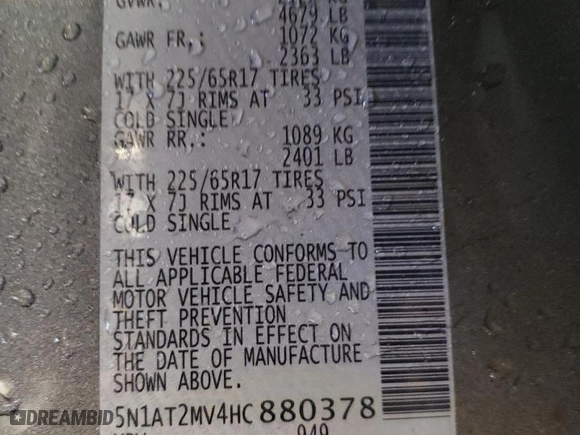 GVWR:
4679 LB
GAWR FR,: 1072 KG
2363 LB
WITH 225/65R17 TIRES
17 X 7J RIMS AT 33 PSI
COLD SINGLE
GAWR RR,: 1089 KG
2401 LB
WITH 225/65R17 TIRES
17 X 7J RIMS AT 33 PSI
COLD SINGLE
THIS VEHICLE CONFORMS TO
ALL APPLICABLE FEDERAL
MOTOR VEHICLE SAFETY AND
THEFT PREVENTION
STANDARDS IN EFFECT ON
THE DATE OF MANUFACTURE
SHOWN ABOVE.
5N1AT2MV4HC880378
949
DREAMBID